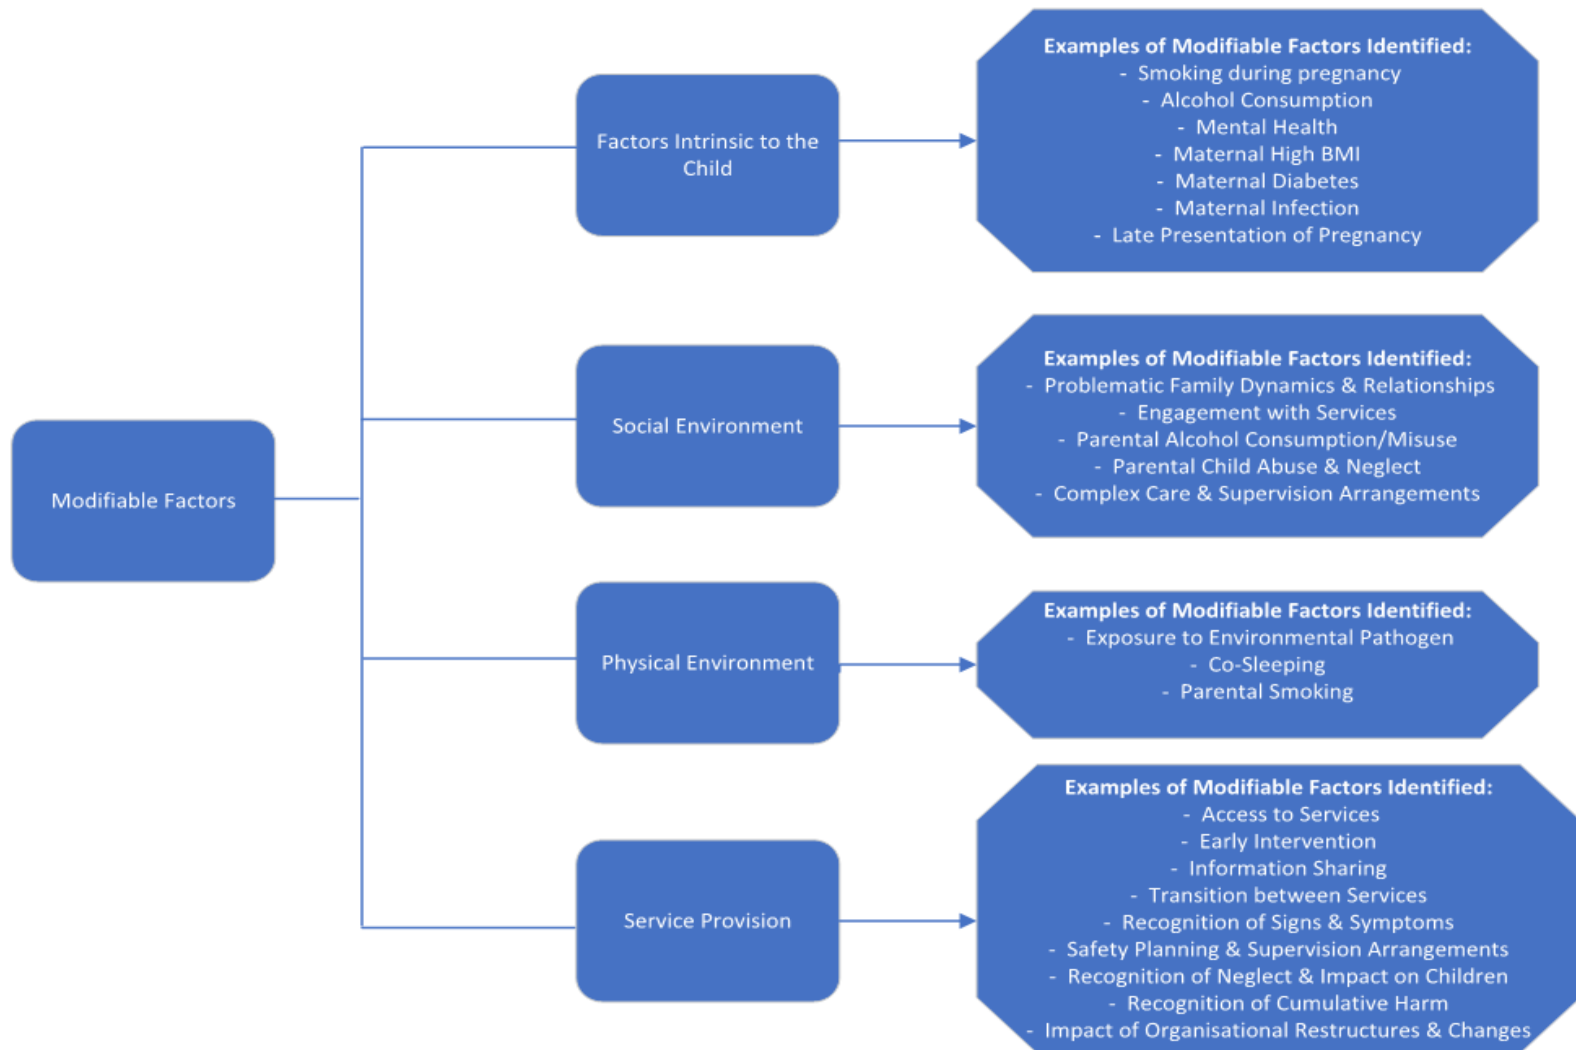 Modifiable Factors
Factors Intrinsic to the
Child
Examples of Modifiable Factors Identified:
- Smoking during pregnancy
- Alcohol Consumption
- Mental Health
- Maternal High BMI
- Maternal Diabetes
- Maternal Infection
- Late Presentation of Pregnancy
Social Environment
Examples of Modifiable Factors Identified:
- Problematic Family Dynamics & Relationships
- Engagement with Services
- Parental Alcohol Consumption/Misuse
- Parental Child Abuse & Neglect
- Complex Care & Supervision Arrangements
Physical Environment
Examples of Modifiable Factors Identified:
- Exposure to Environmental Pathogen
- Co-Sleeping
- Parental Smoking
Service Provision
Examples of Modifiable Factors Identified:
- Access to Services
- Early Intervention
- Information Sharing
- Transition between Services
- Recognition of Signs & Symptoms
- Safety Planning & Supervision Arrangements
- Recognition of Neglect & Impact on Children
- Recognition of Cumulative Harm
- Impact of Organisational Restructures & Changes